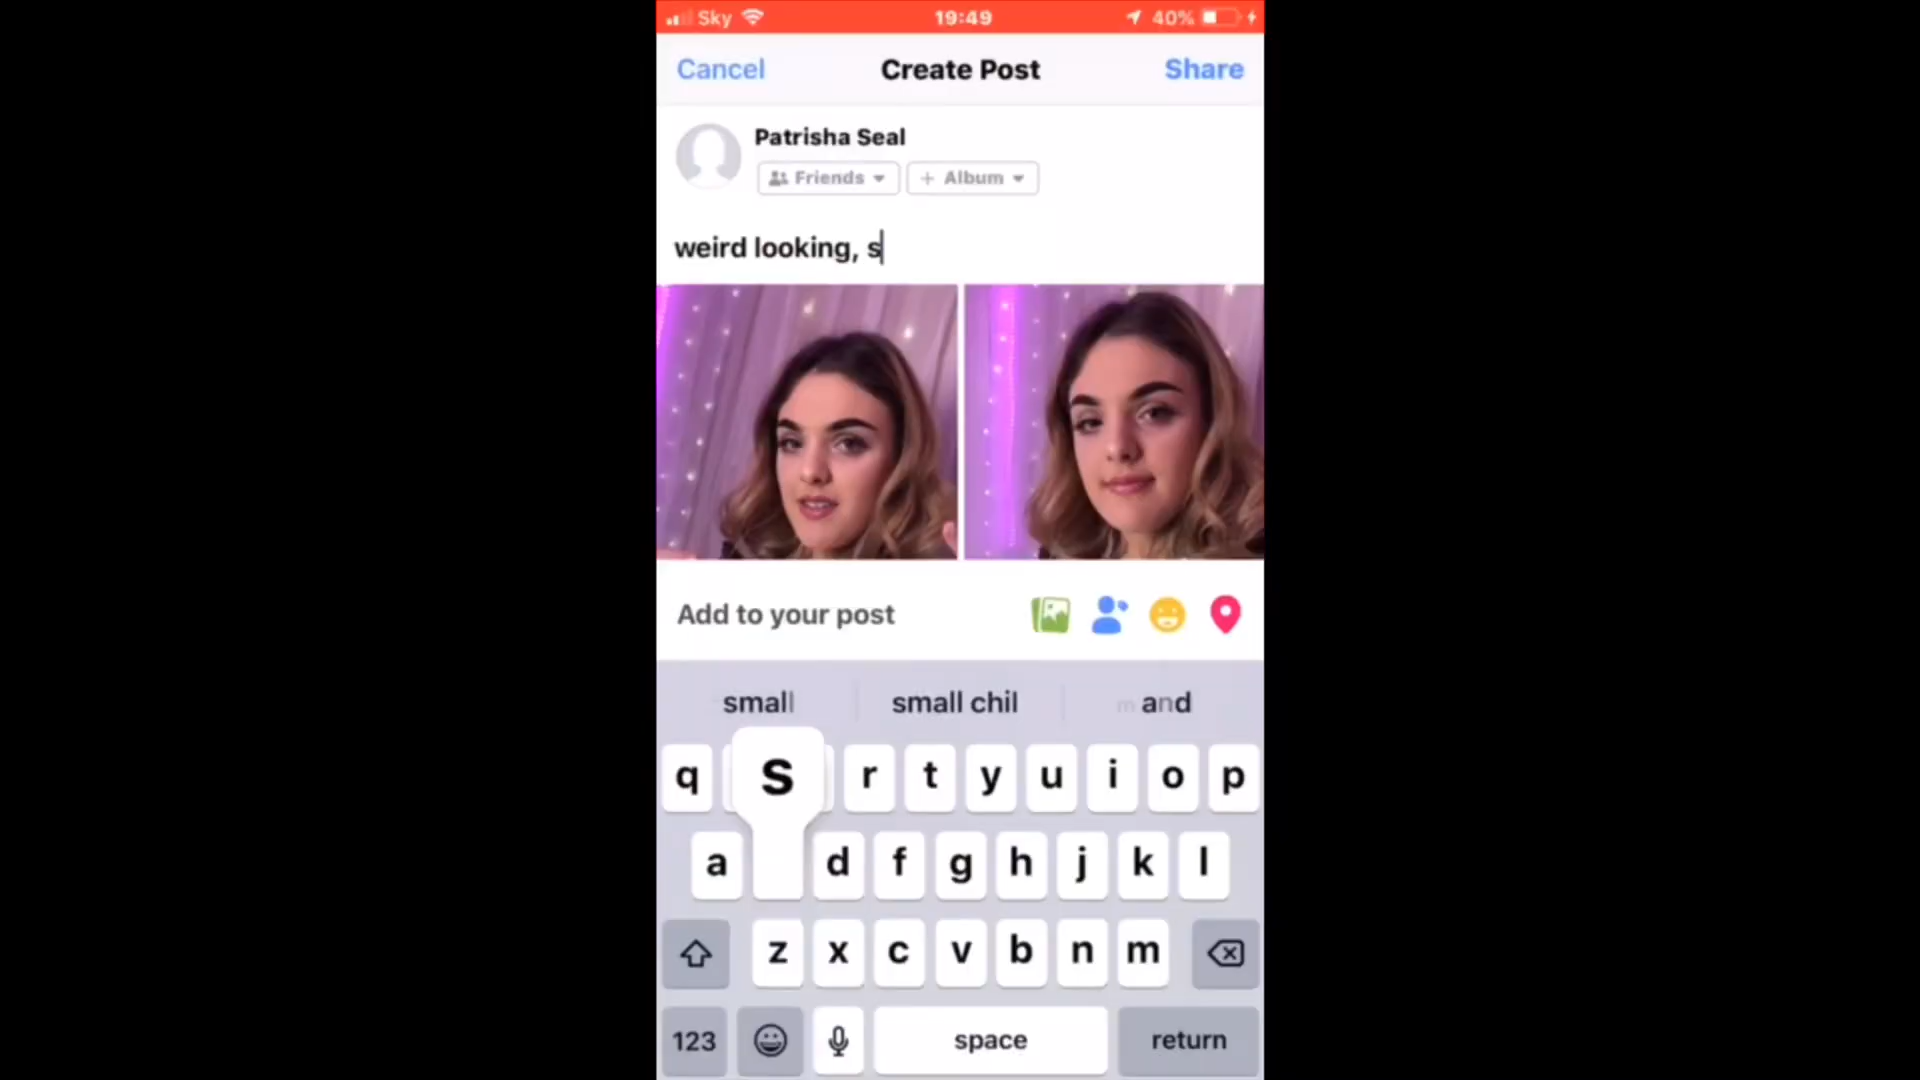 Sky 19:49 40%
Cancel Create Post Share
Patrisha Seal
Friends + Album
weird looking, s
Add to your post
small small chil and
q s r t y u i o p
a d f g h j k l
z x c v b n m
123 space return